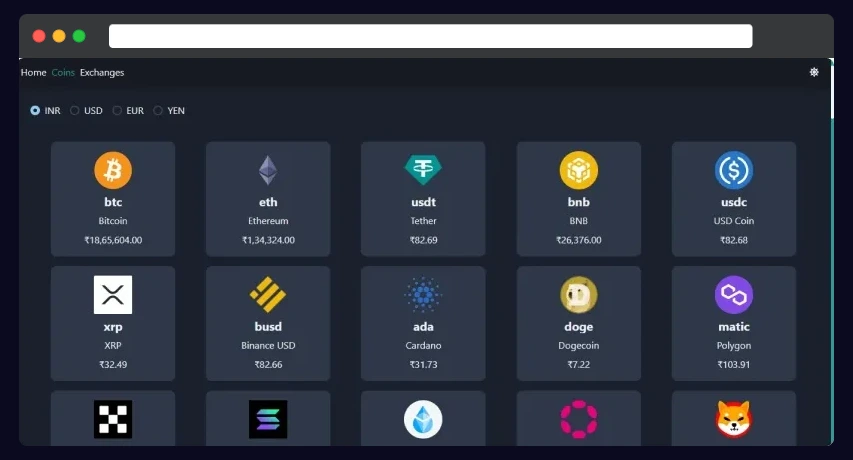 Home Coins Exchanges
INR USD EUR YEN
btc
Bitcoin
₹18,65,604.00
eth
Ethereum
₹1,34,324.00
usdt
Tether
₹82.69
bnb
BNB
₹26,376.00
usdc
USD Coin
₹82.68
xrp
XRP
₹32.49
busd
Binance USD
₹82.66
ada
Cardano
₹31.73
doge
Dogecoin
₹7.22
matic
Polygon
₹103.91